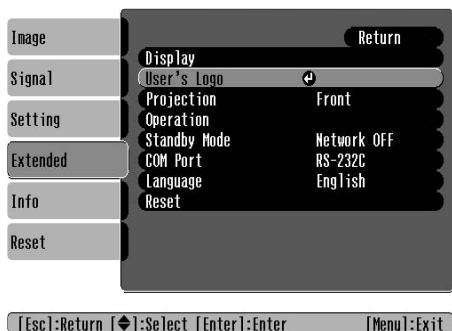 Image
Signal
Setting
Extended
Info
Reset
Return
Display
User's Logo
Projection Front
Operation
Standby Mode Network OFF
COM Port RS-232C
Language English
Reset
[Esc]:Return [◆]:Select [Enter]:Enter [Menu]:Exit